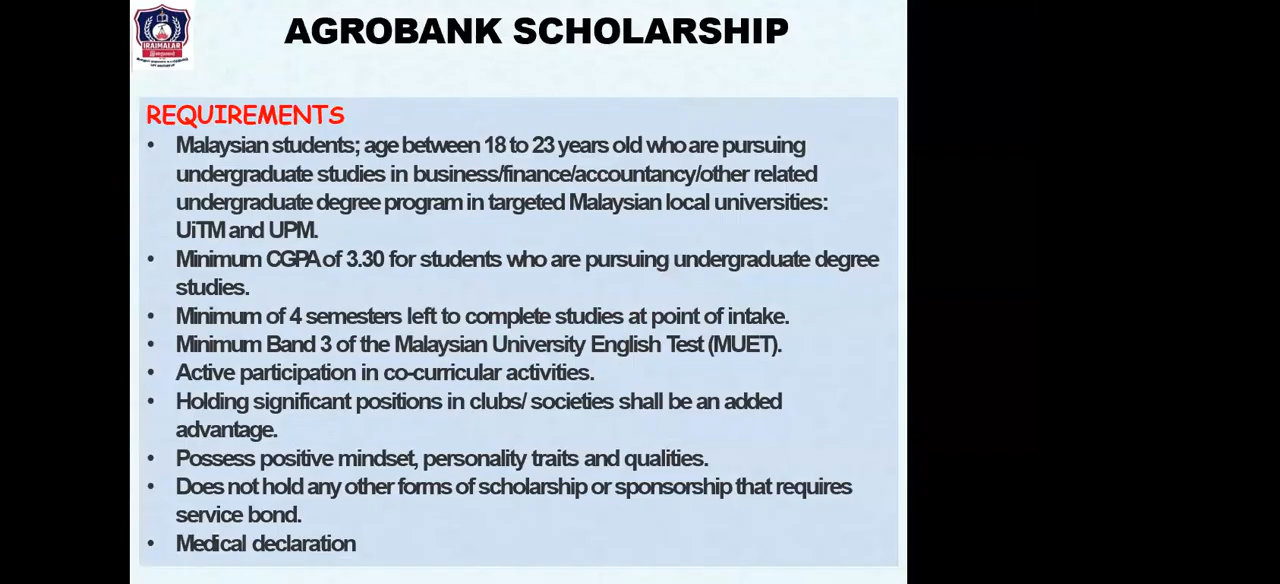 AGROBANK SCHOLARSHIP
IRAIMALAR
REQUIREMENTS
• Malaysian students; age between 18 to 23 years old who are pursuing
undergraduate studies in business/finance/accountancy/other related
undergraduate degree program in targeted Malaysian local universities:
UiTM and UPM.
• Minimum CGPA of 3.30 for students who are pursuing undergraduate degree
studies.
• Minimum of 4 semesters left to complete studies at point of intake.
• Minimum Band 3 of the Malaysian University English Test (MUET).
• Active participation in co-curricular activities.
• Holding significant positions in clubs/ societies shall be an added
advantage.
• Possess positive mindset, personality traits and qualities.
• Does not hold any other forms of scholarship or sponsorship that requires
service bond.
• Medical declaration